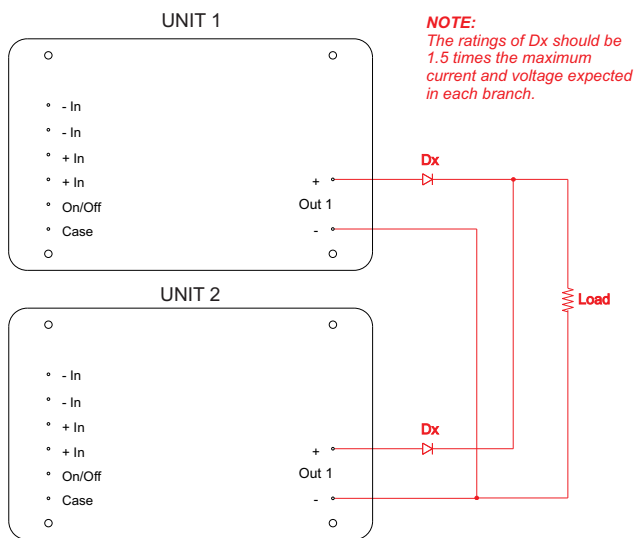 UNIT 1
NOTE:
The ratings of Dx should be
1.5 times the maximum
current and voltage expected
in each branch.
- In
- In
+ In
+ In
On/Off
Case
+
Out 1
-
Dx
Load
UNIT 2
- In
- In
+ In
+ In
On/Off
Case
+
Out 1
-
Dx